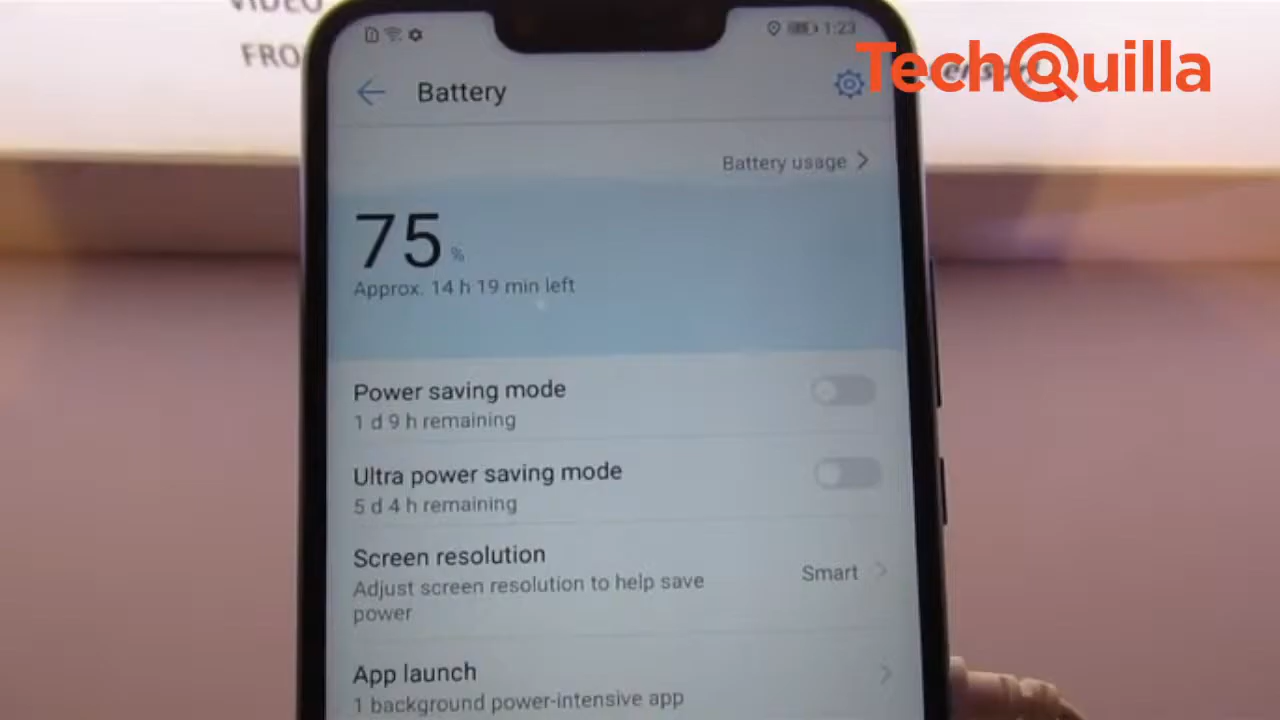 VIDEO
FRO
1:23
TechQuilla
Battery
Battery usage
75 %
Approx. 14 h 19 min left
Power saving mode
1 d 9 h remaining
Ultra power saving mode
5 d 4 h remaining
Screen resolution
Smart
Adjust screen resolution to help save
power
App launch
1 background power-intensive app